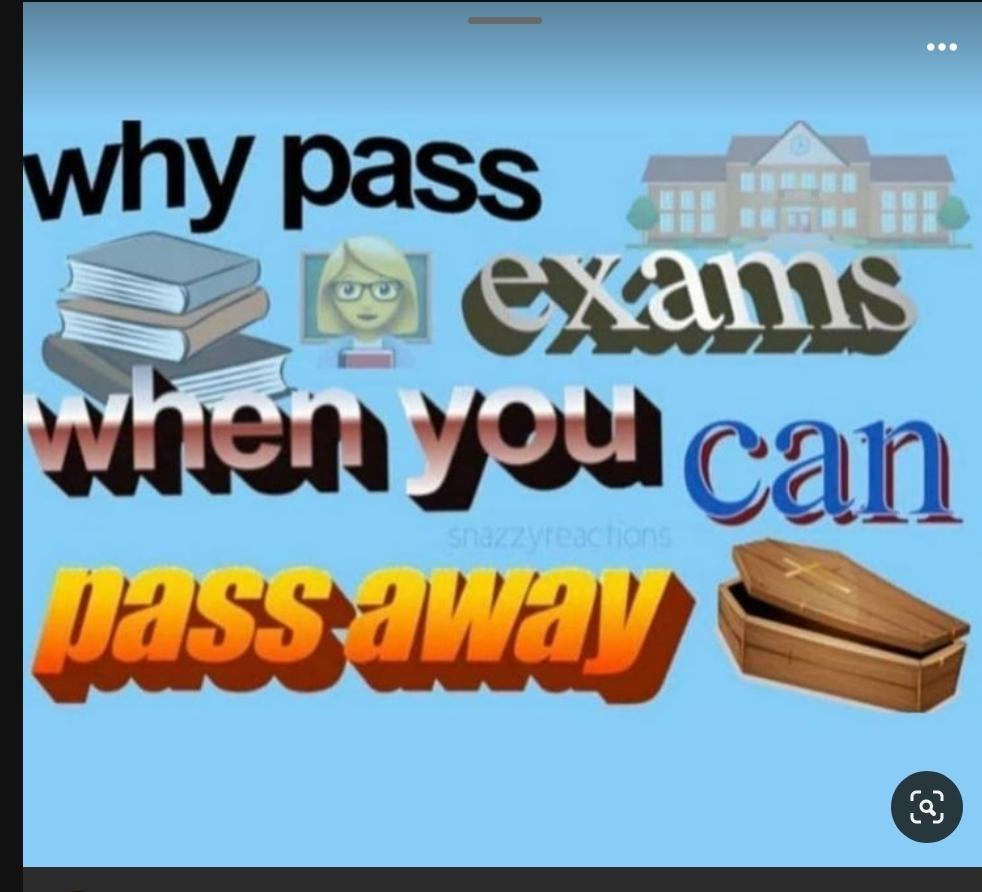 why pass
exams
when you can
snazzyreactions
pass away